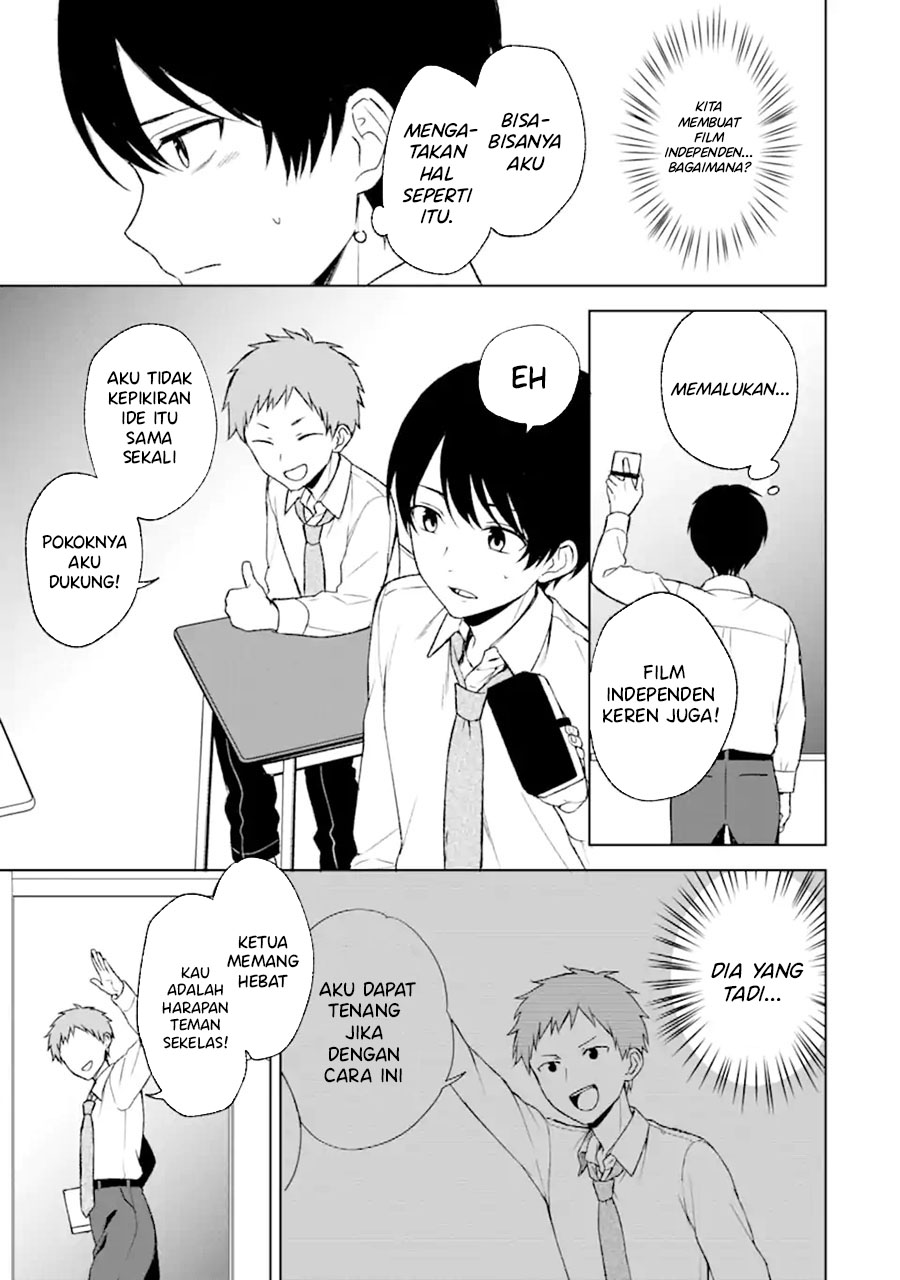 KITA
MEMBUAT
FILM
INDEPENDEN...
BAGAIMANA?
BISA-
BISANYA
AKU
MENGA-
TAKAN
HAL
SEPERTI
ITU.
MEMALUKAN...
FILM
INDEPENDEN
KEREN JUGA!
EH
AKU TIDAK
KEPIKIRAN
IDE ITU
SAMA
SEKALI
POKOKNYA
AKU
DUKUNG!
DIA YANG
TADI...
AKU DAPAT
TENANG
JIKA
DENGAN
CARA INI
KETUA
MEMANG
HEBAT
KAU
ADALAH
HARAPAN
TEMAN
SEKELAS!